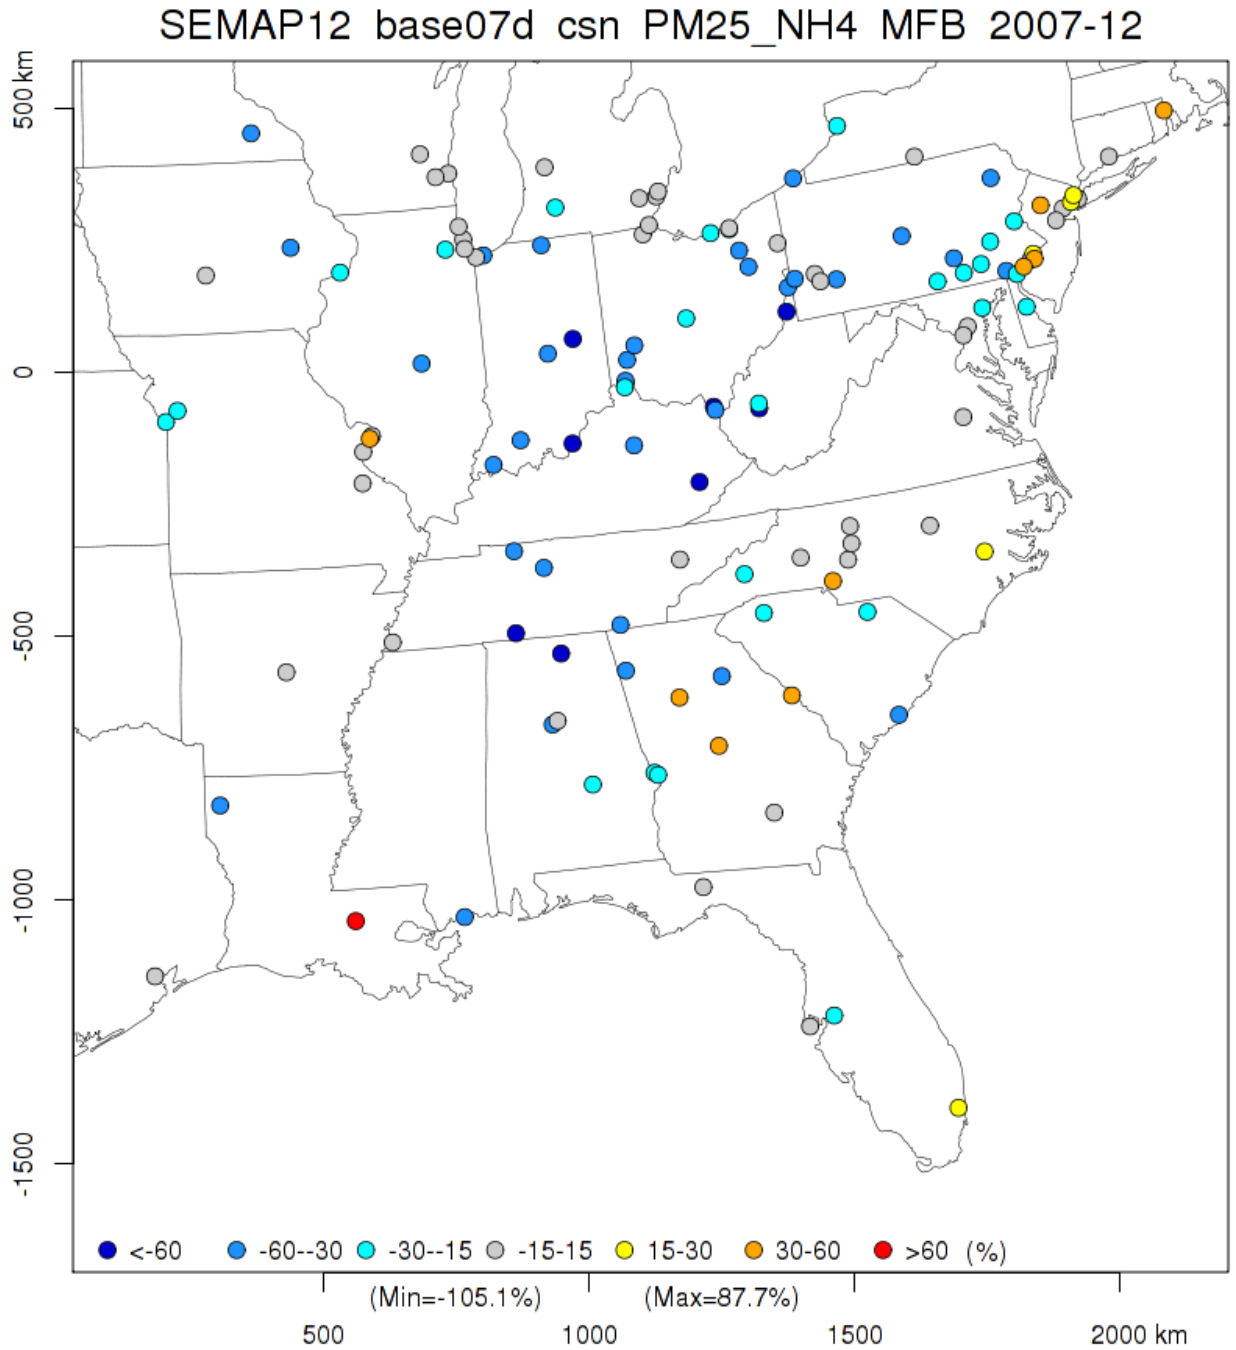 SEMAP12 base07d csn PM25_NH4 MFB 2007-12
500 km
0
-500
-1000
-1500
<-60 -60--30 -30--15 -15-15 15-30 30-60 >60 (%)
(Min=-105.1%) (Max=87.7%)
500 1000 1500 2000 km